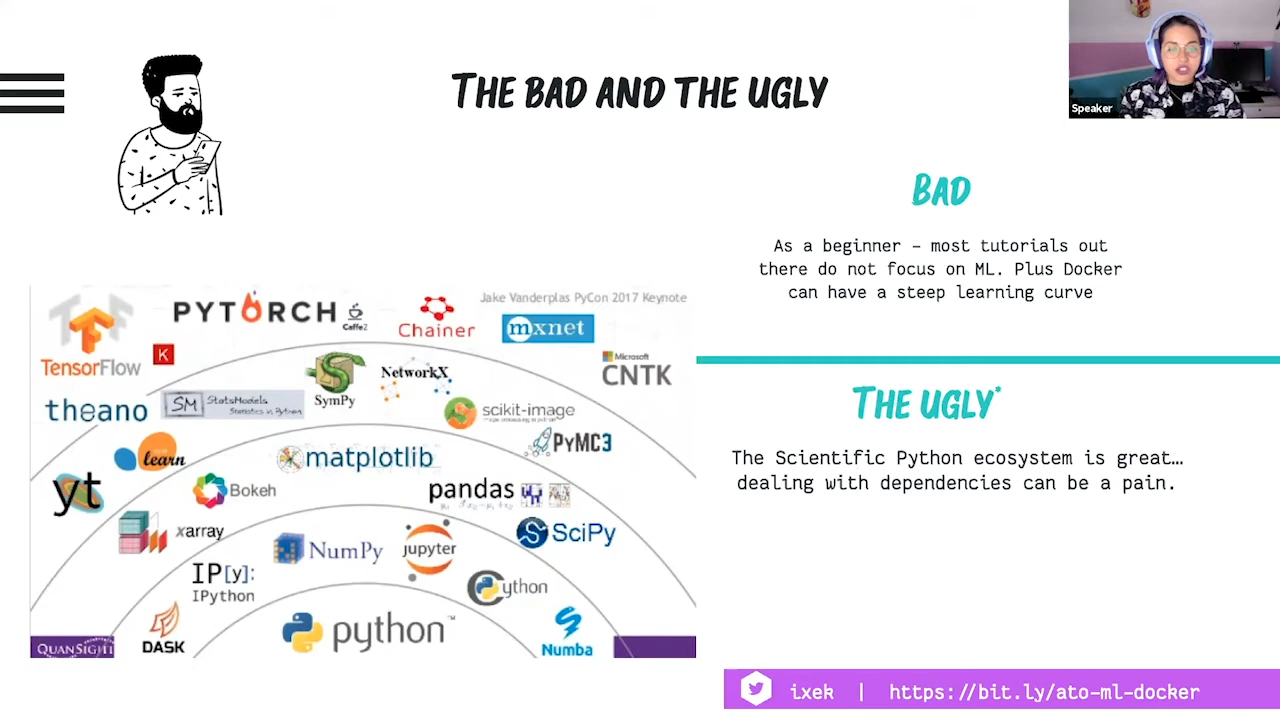 THE BAD AND THE UGLY
Speaker
BAD
As a beginner – most tutorials out
there do not focus on ML. Plus Docker
can have a steep learning curve
THE UGLY*
The Scientific Python ecosystem is great…
dealing with dependencies can be a pain.
Jake Vanderplas PyCon 2017 Keynote
TensorFlow
K
PYTORCH
Caffe2
Chainer
mxnet
Microsoft
CNTK
theano
SM StatsModels
Statistics in Python
SymPy
NetworkX
scikit-image
PyMC3
learn
matplotlib
yt
Bokeh
pandas
xarray
NumPy
jupyter
SciPy
IP[y]:
IPython
Cython
DASK
python™
Numba
QUANSIGHT
ixek | https://bit.ly/ato-ml-docker